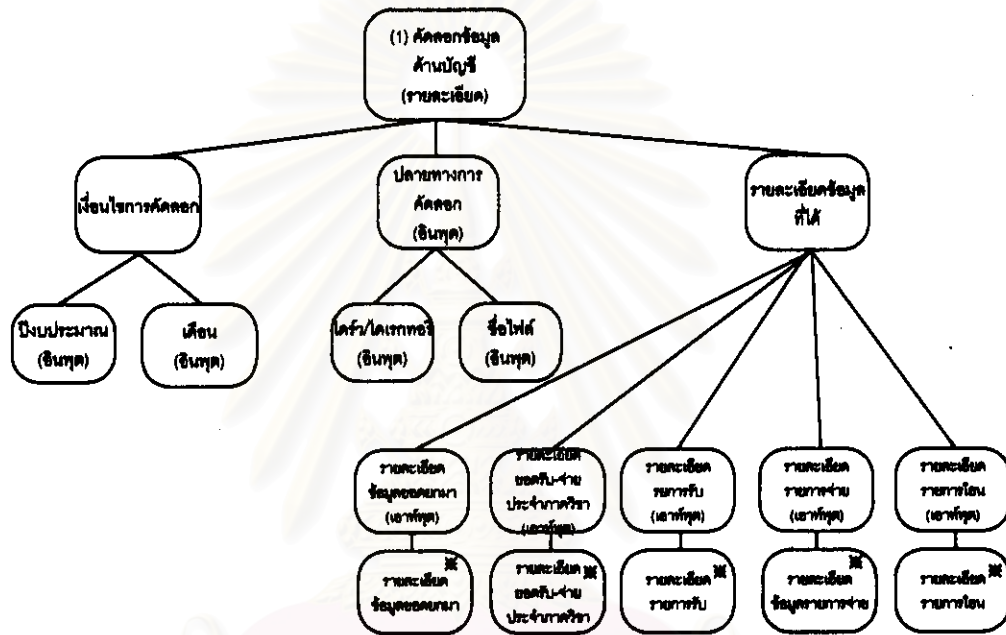 (1) คัดลอกข้อมูล
ด้านบัญชี
(รายละเอียด)
เงื่อนไขการคัดลอก
ปลายทางการ
คัดลอก
(อินพุต)
รายละเอียดข้อมูล
ที่ได้
ปีงบประมาณ
(อินพุต)
เดือน
(อินพุต)
ไดร์ว/ไดเรกทอรี
(อินพุต)
ชื่อไฟล์
(อินพุต)
รายละเอียด
ข้อมูลยอดยกมา
(เอาท์พุต)
รายละเอียด
ยอดรับ-จ่าย
ประจำภาควิชา
(เอาท์พุต)
รายละเอียด
รายการรับ
(เอาท์พุต)
รายละเอียด
รายการจ่าย
(เอาท์พุต)
รายละเอียด
รายการโอน
(เอาท์พุต)
รายละเอียด ※
ข้อมูลยอดยกมา
รายละเอียด ※
ยอดรับ-จ่าย
ประจำภาควิชา
รายละเอียด ※
รายการรับ
รายละเอียด ※
ข้อมูลรายการจ่าย
รายละเอียด ※
รายการโอน